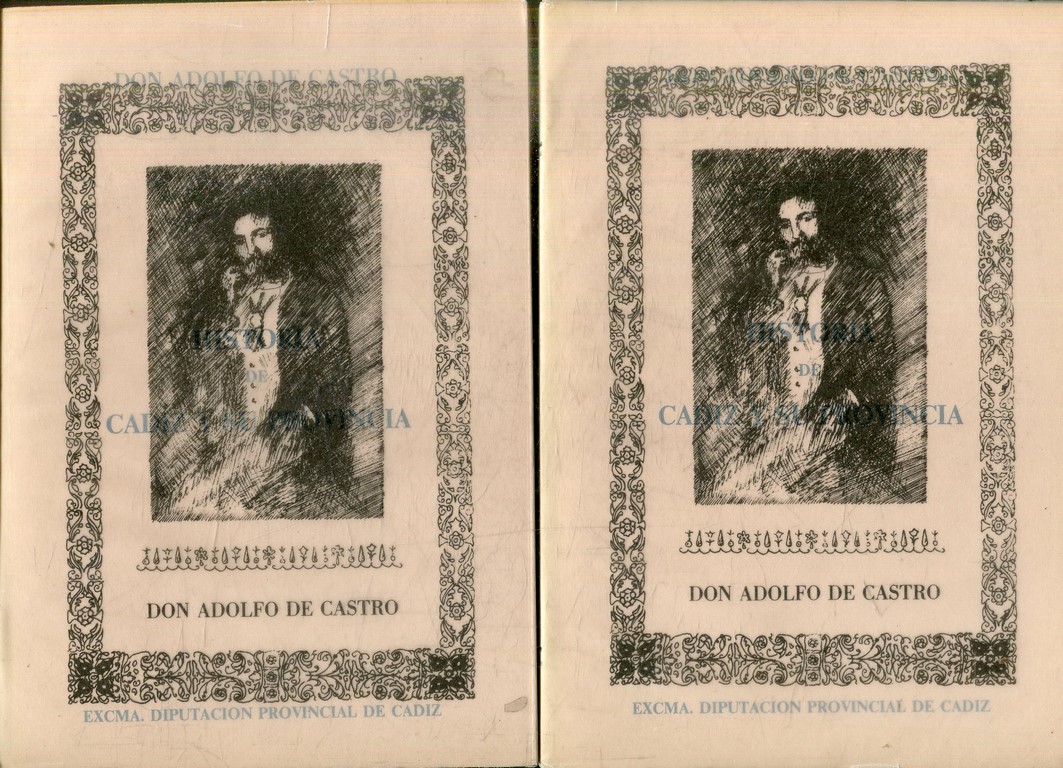 DON ADOLFO DE CASTRO
HISTORIA
DE
CADIZ Y SU PROVINCIA
DON ADOLFO DE CASTRO
EXCMA. DIPUTACION PROVINCIAL DE CADIZ
HISTORIA
DE
CADIZ Y SU PROVINCIA
DON ADOLFO DE CASTRO
EXCMA. DIPUTACION PROVINCIAL DE CADIZ